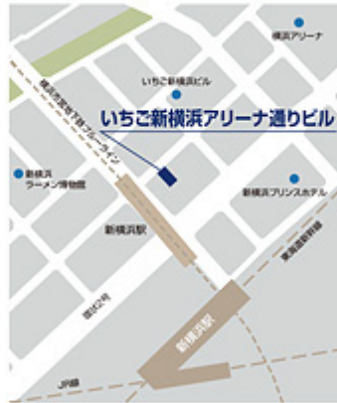 横浜アリーナ
いちご新横浜ビル
横浜市営地下鉄ブルーライン
いちご新横浜アリーナ通りビル
新横浜
ラーメン博物館
新横浜プリンスホテル
新横浜駅
東海道新幹線
国道2号
新横浜駅
JR線